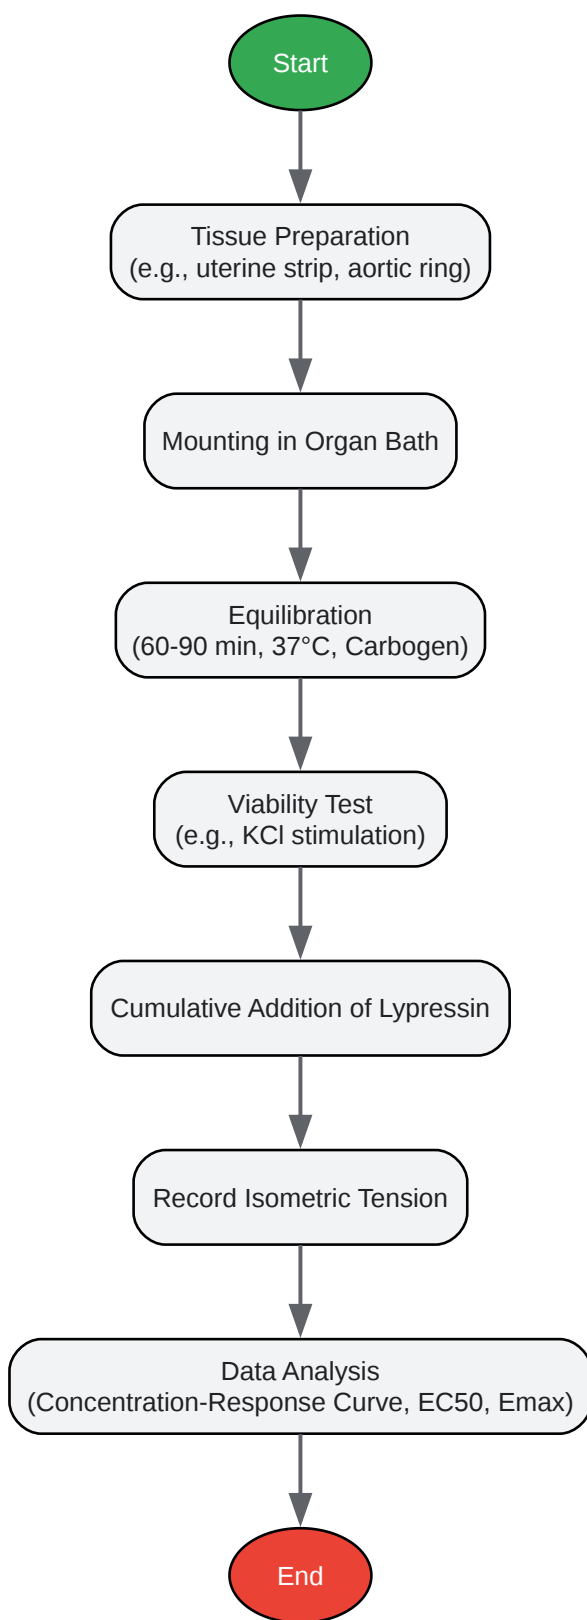 Start
Tissue Preparation
(e.g., uterine strip, aortic ring)
Mounting in Organ Bath
Equilibration
(60-90 min, 37°C, Carbogen)
Viability Test
(e.g., KCl stimulation)
Cumulative Addition of Lypressin
Record Isometric Tension
Data Analysis
(Concentration-Response Curve, EC50, Emax)
End